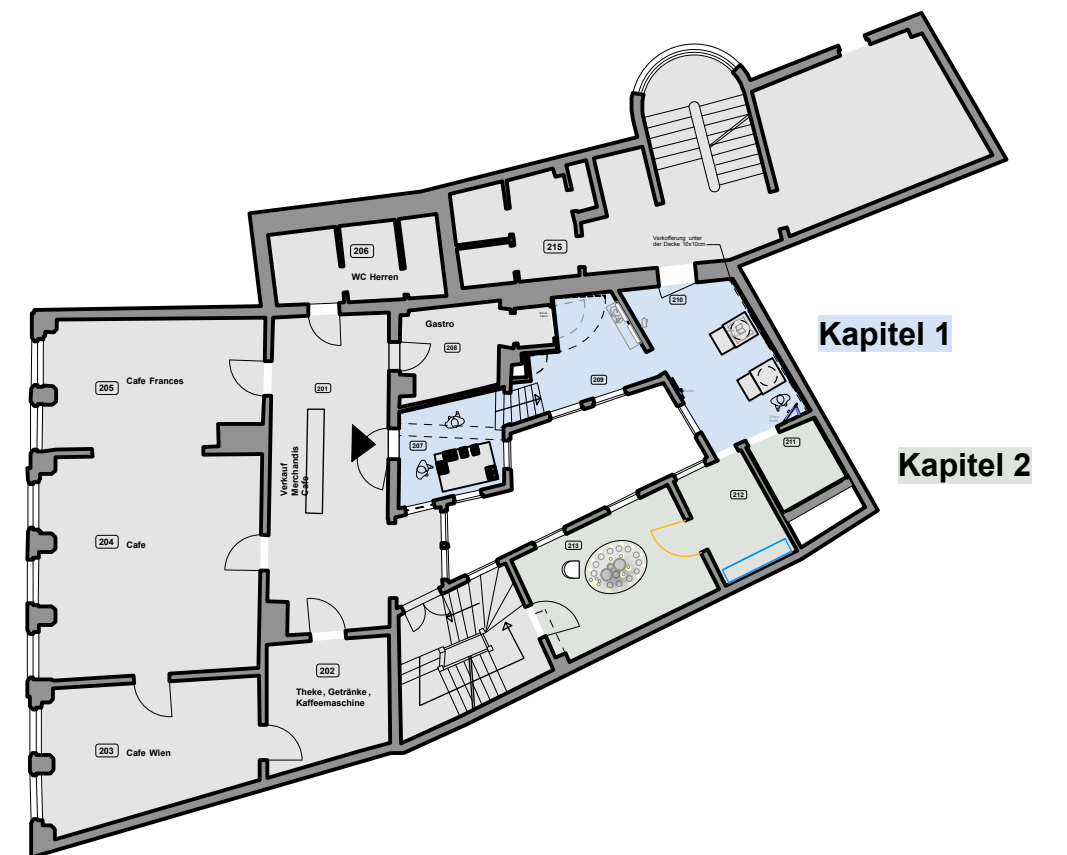 Verkofferung unter
der Decke 10x10cm
206
215
WC Herren
210
Kapitel 1
Gastro
208
205
Cafe Frances
201
209
207
211
Kapitel 2
Verkauf
Merchandis
Cafe
212
204
Cafe
213
202
Theke, Getränke,
Kaffeemaschine
203
Cafe Wien